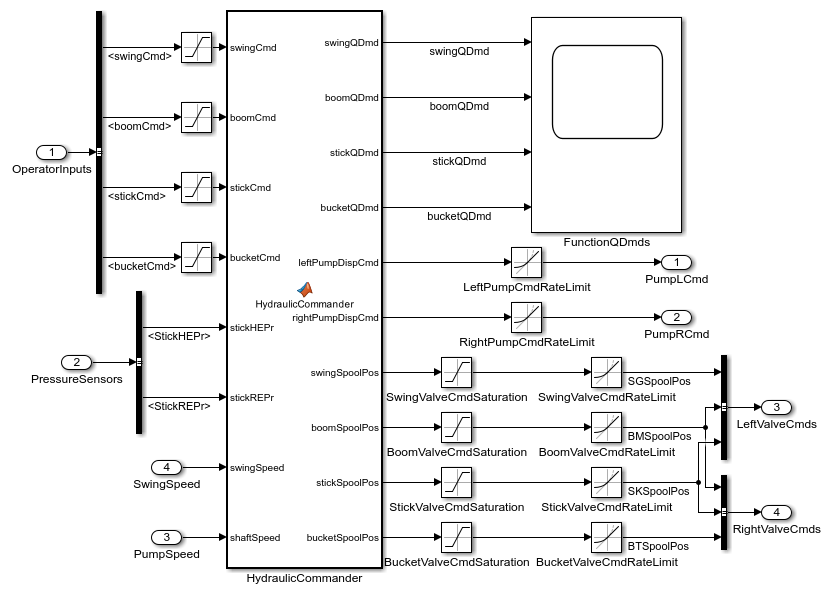 swingCmd
swingQDmd
swingQDmd
<swingCmd>
boomCmd
boomQDmd
boomQDmd
<boomCmd>
1
OperatorInputs
stickCmd
stickQDmd
stickQDmd
<stickCmd>
bucketQDmd
bucketQDmd
FunctionQDmds
bucketCmd
<bucketCmd>
leftPumpDispCmd
LeftPumpCmdRateLimit
1
PumpLCmd
HydraulicCommander
rightPumpDispCmd
RightPumpCmdRateLimit
2
PumpRCmd
stickHEPr
<StickHEPr>
2
PressureSensors
swingSpoolPos
SwingValveCmdSaturation
SwingValveCmdRateLimit
SGSpoolPos
stickREPr
<StickREPr>
3
LeftValveCmds
boomSpoolPos
BoomValveCmdSaturation
BoomValveCmdRateLimit
BMSpoolPos
4
SwingSpeed
swingSpeed
stickSpoolPos
StickValveCmdSaturation
StickValveCmdRateLimit
SKSpoolPos
4
RightValveCmds
3
PumpSpeed
shaftSpeed
bucketSpoolPos
BucketValveCmdSaturation
BucketValveCmdRateLimit
BTSpoolPos
HydraulicCommander